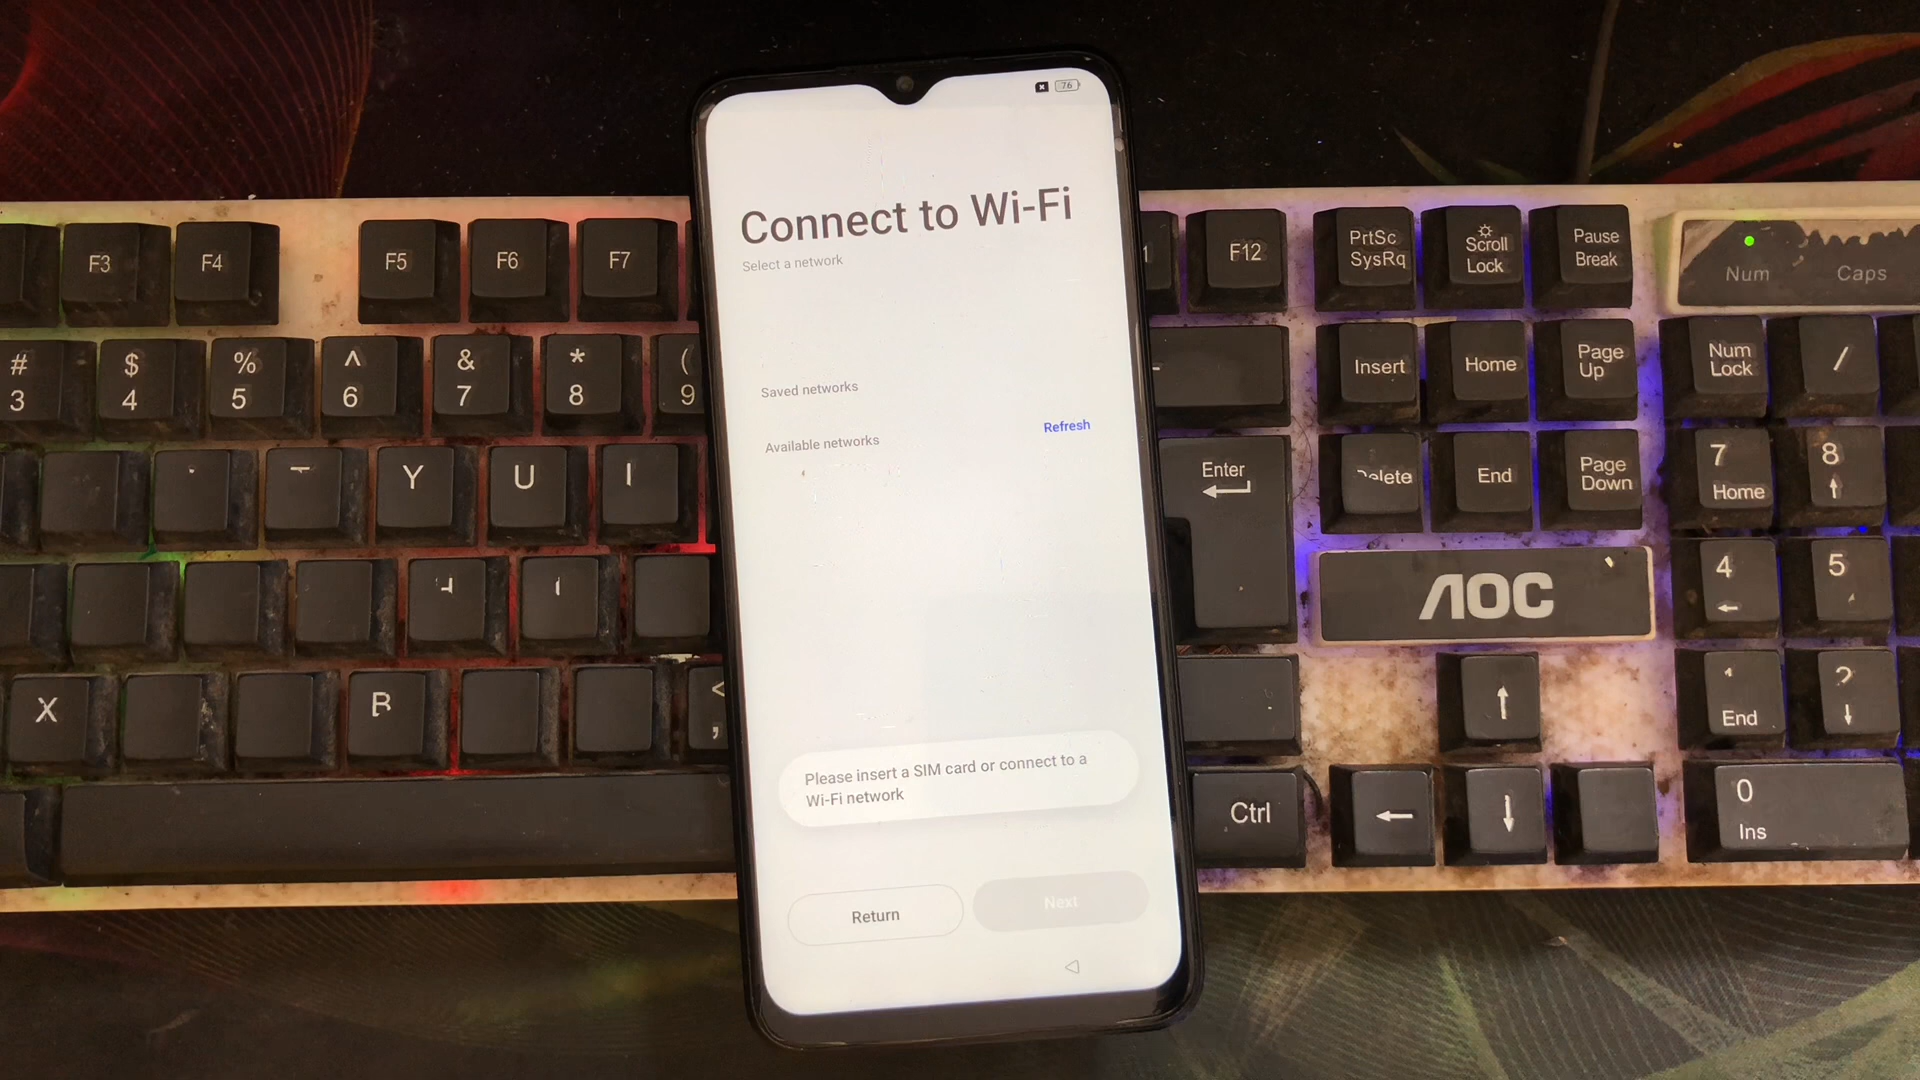 76
Connect to Wi-Fi
Select a network
Saved networks
Refresh
Available networks
Please insert a SIM card or connect to a
Wi-Fi network
Return
Next
F3
F4
F5
F6
F7
F12
PrtSc
SysRq
Scroll
Lock
Pause
Break
Num
Caps
#
3
$
4
%
5
^
6
&
7
*
8
(
9
Insert
Home
Page
Up
Num
Lock
/
Y
U
I
Enter
End
Page
Down
7
Home
8
AOC
4
5
X
B
<
End
Ctrl
0
Ins